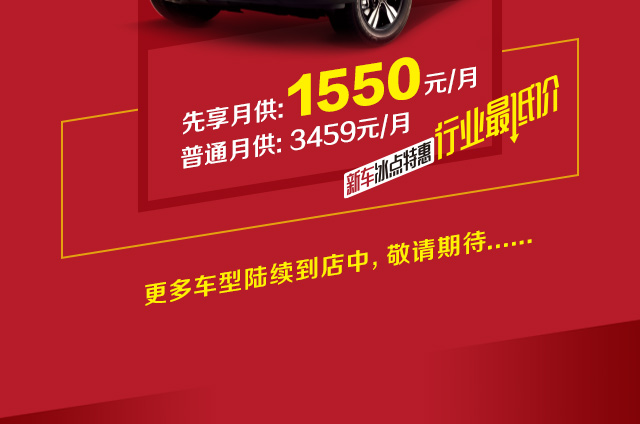 先享月供:1550元/月
普通月供:3459元/月
新车冰点特惠 行业最低价
更多车型陆续到店中,敬请期待......